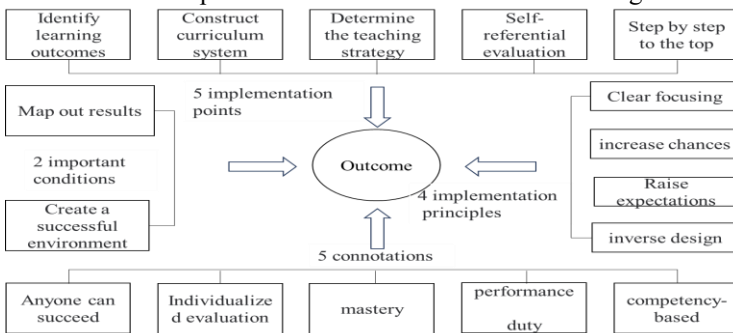 Identify
learning
outcomes
Construct
curriculum
system
Determine
the teaching
strategy
Self-
referential
evaluation
Step by step
to the top
5 implementation
points
Map out results
2 important
conditions
Create a
successful
environment
Outcome
Clear focusing
increase chances
Raise
expectations
inverse design
4 implementation
principles
5 connotations
Anyone can
succeed
Individualize
d evaluation
mastery
performance
duty
competency-
based